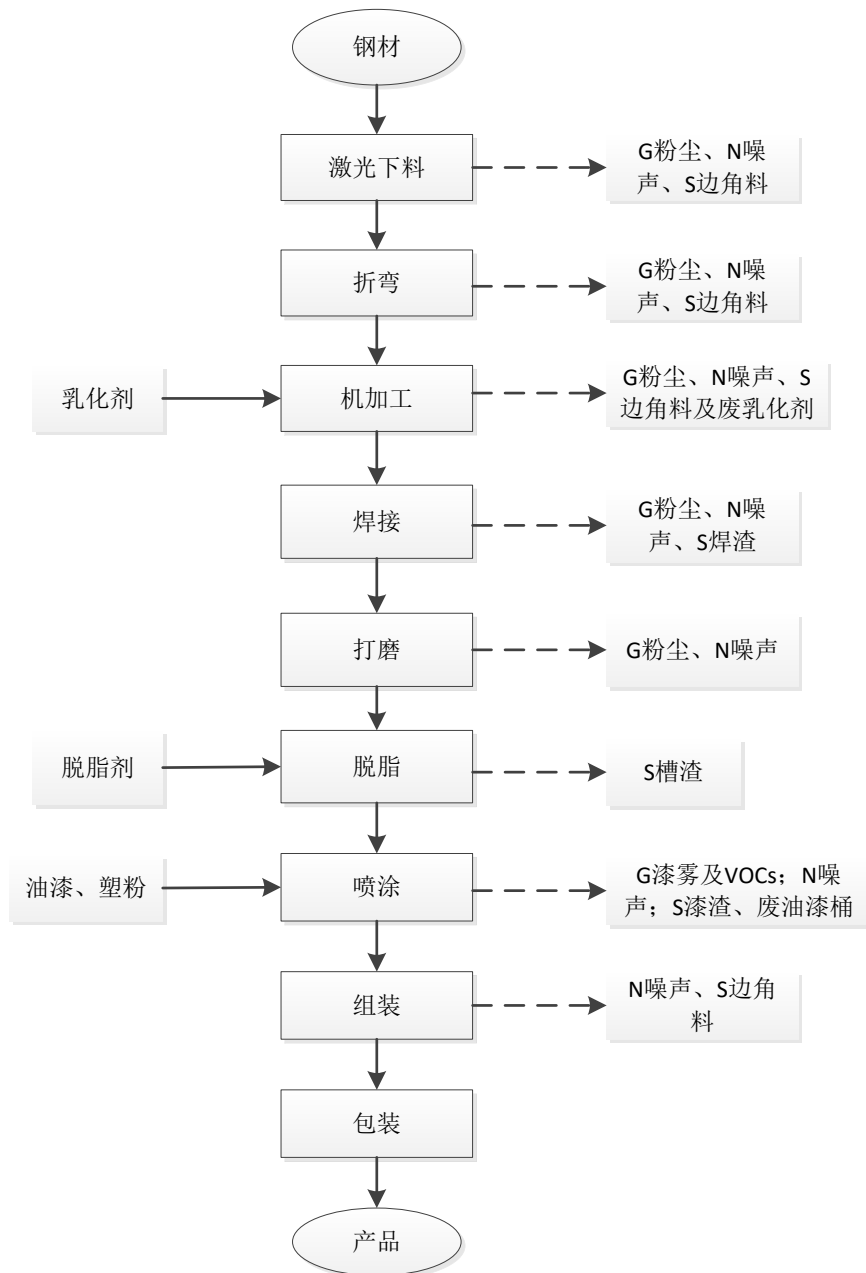 钢材
激光下料
G粉尘、N噪
声、S边角料
折弯
G粉尘、N噪
声、S边角料
乳化剂
机加工
G粉尘、N噪声、S
边角料及废乳化剂
焊接
G粉尘、N噪
声、S焊渣
打磨
G粉尘、N噪声
脱脂剂
脱脂
S槽渣
油漆、塑粉
喷涂
G漆雾及VOCs；N噪
声；S漆渣、废油漆桶
组装
N噪声、S边角
料
包装
产品